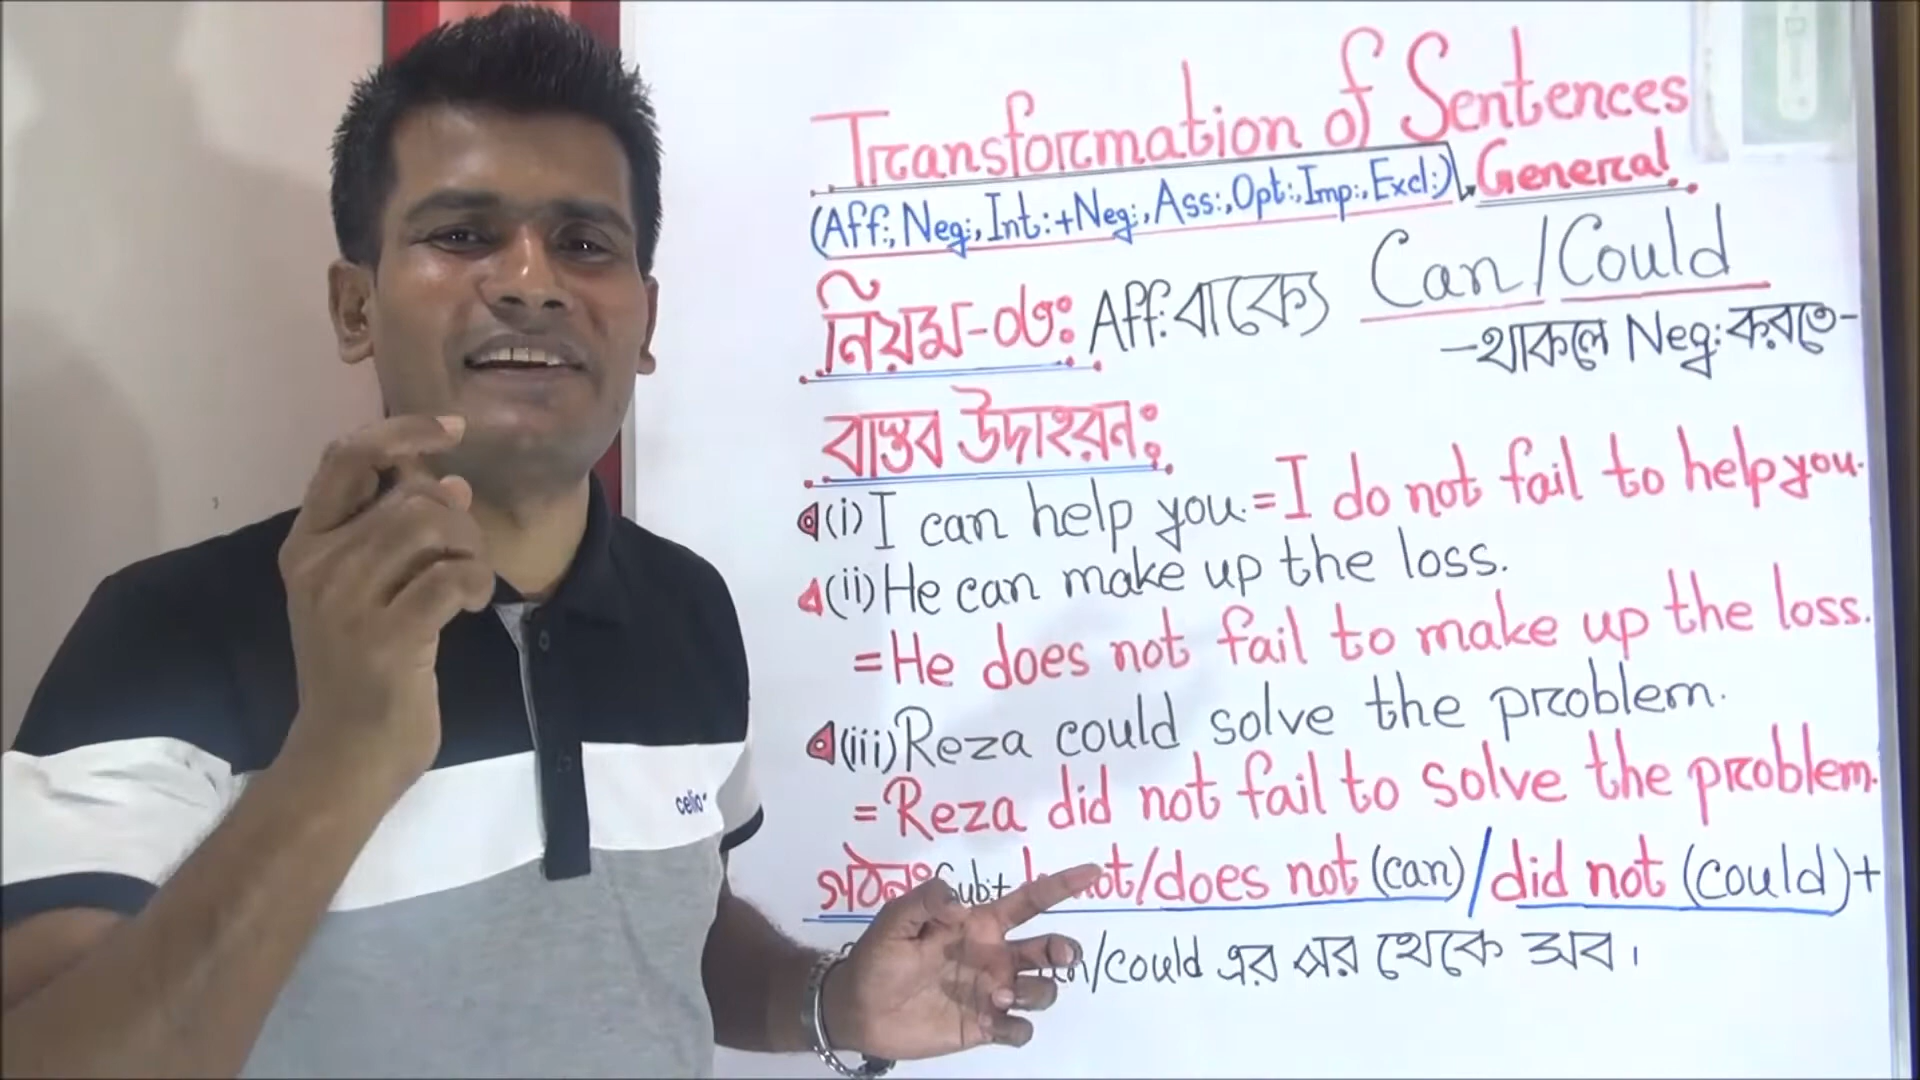 Transformation of Sentences
(Aff:, Neg:, Int:+Neg:, Ass:, Opt:, Imp:, Excl:) General
নিয়ম-০৩ঃ Aff: বাক্যে Can/Could
-থাকলে Neg: করতে-
বাস্তব উদাহরনঃ
(i) I can help you. = I do not fail to help you.
(ii) He can make up the loss.
= He does not fail to make up the loss.
(iii) Reza could solve the problem.
= Reza did not fail to solve the problem.
গঠনঃ Sub+ not/does not (can)/did not (could)+
/could এর পর থেকে সব।
celio*